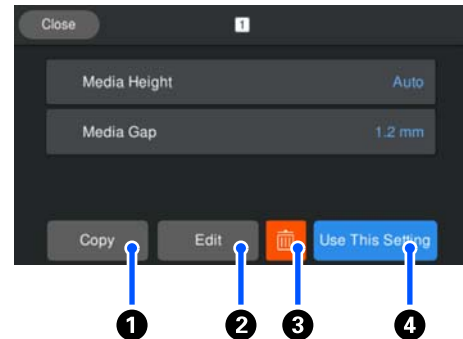 Close 1
Media Height Auto
Media Gap 1.2 mm
Copy Edit Use This Setting
1 2 3 4